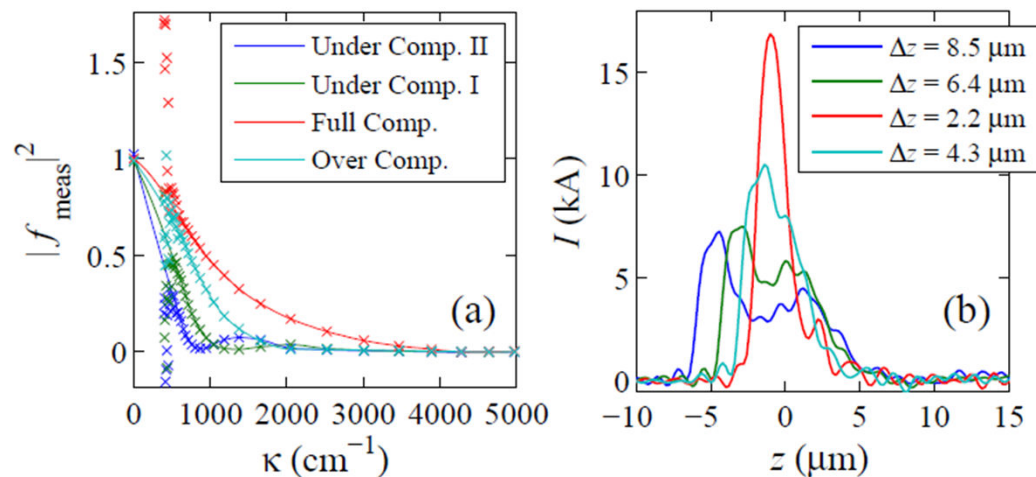 1.5
1
0.5
0
0 1000 2000 3000 4000 5000
κ (cm⁻¹)
|f meas|²
Under Comp. II
Under Comp. I
Full Comp.
Over Comp.
(a)
15
10
5
0
−10 −5 0 5 10 15
z (μm)
I (kA)
Δz = 8.5 μm
Δz = 6.4 μm
Δz = 2.2 μm
Δz = 4.3 μm
(b)